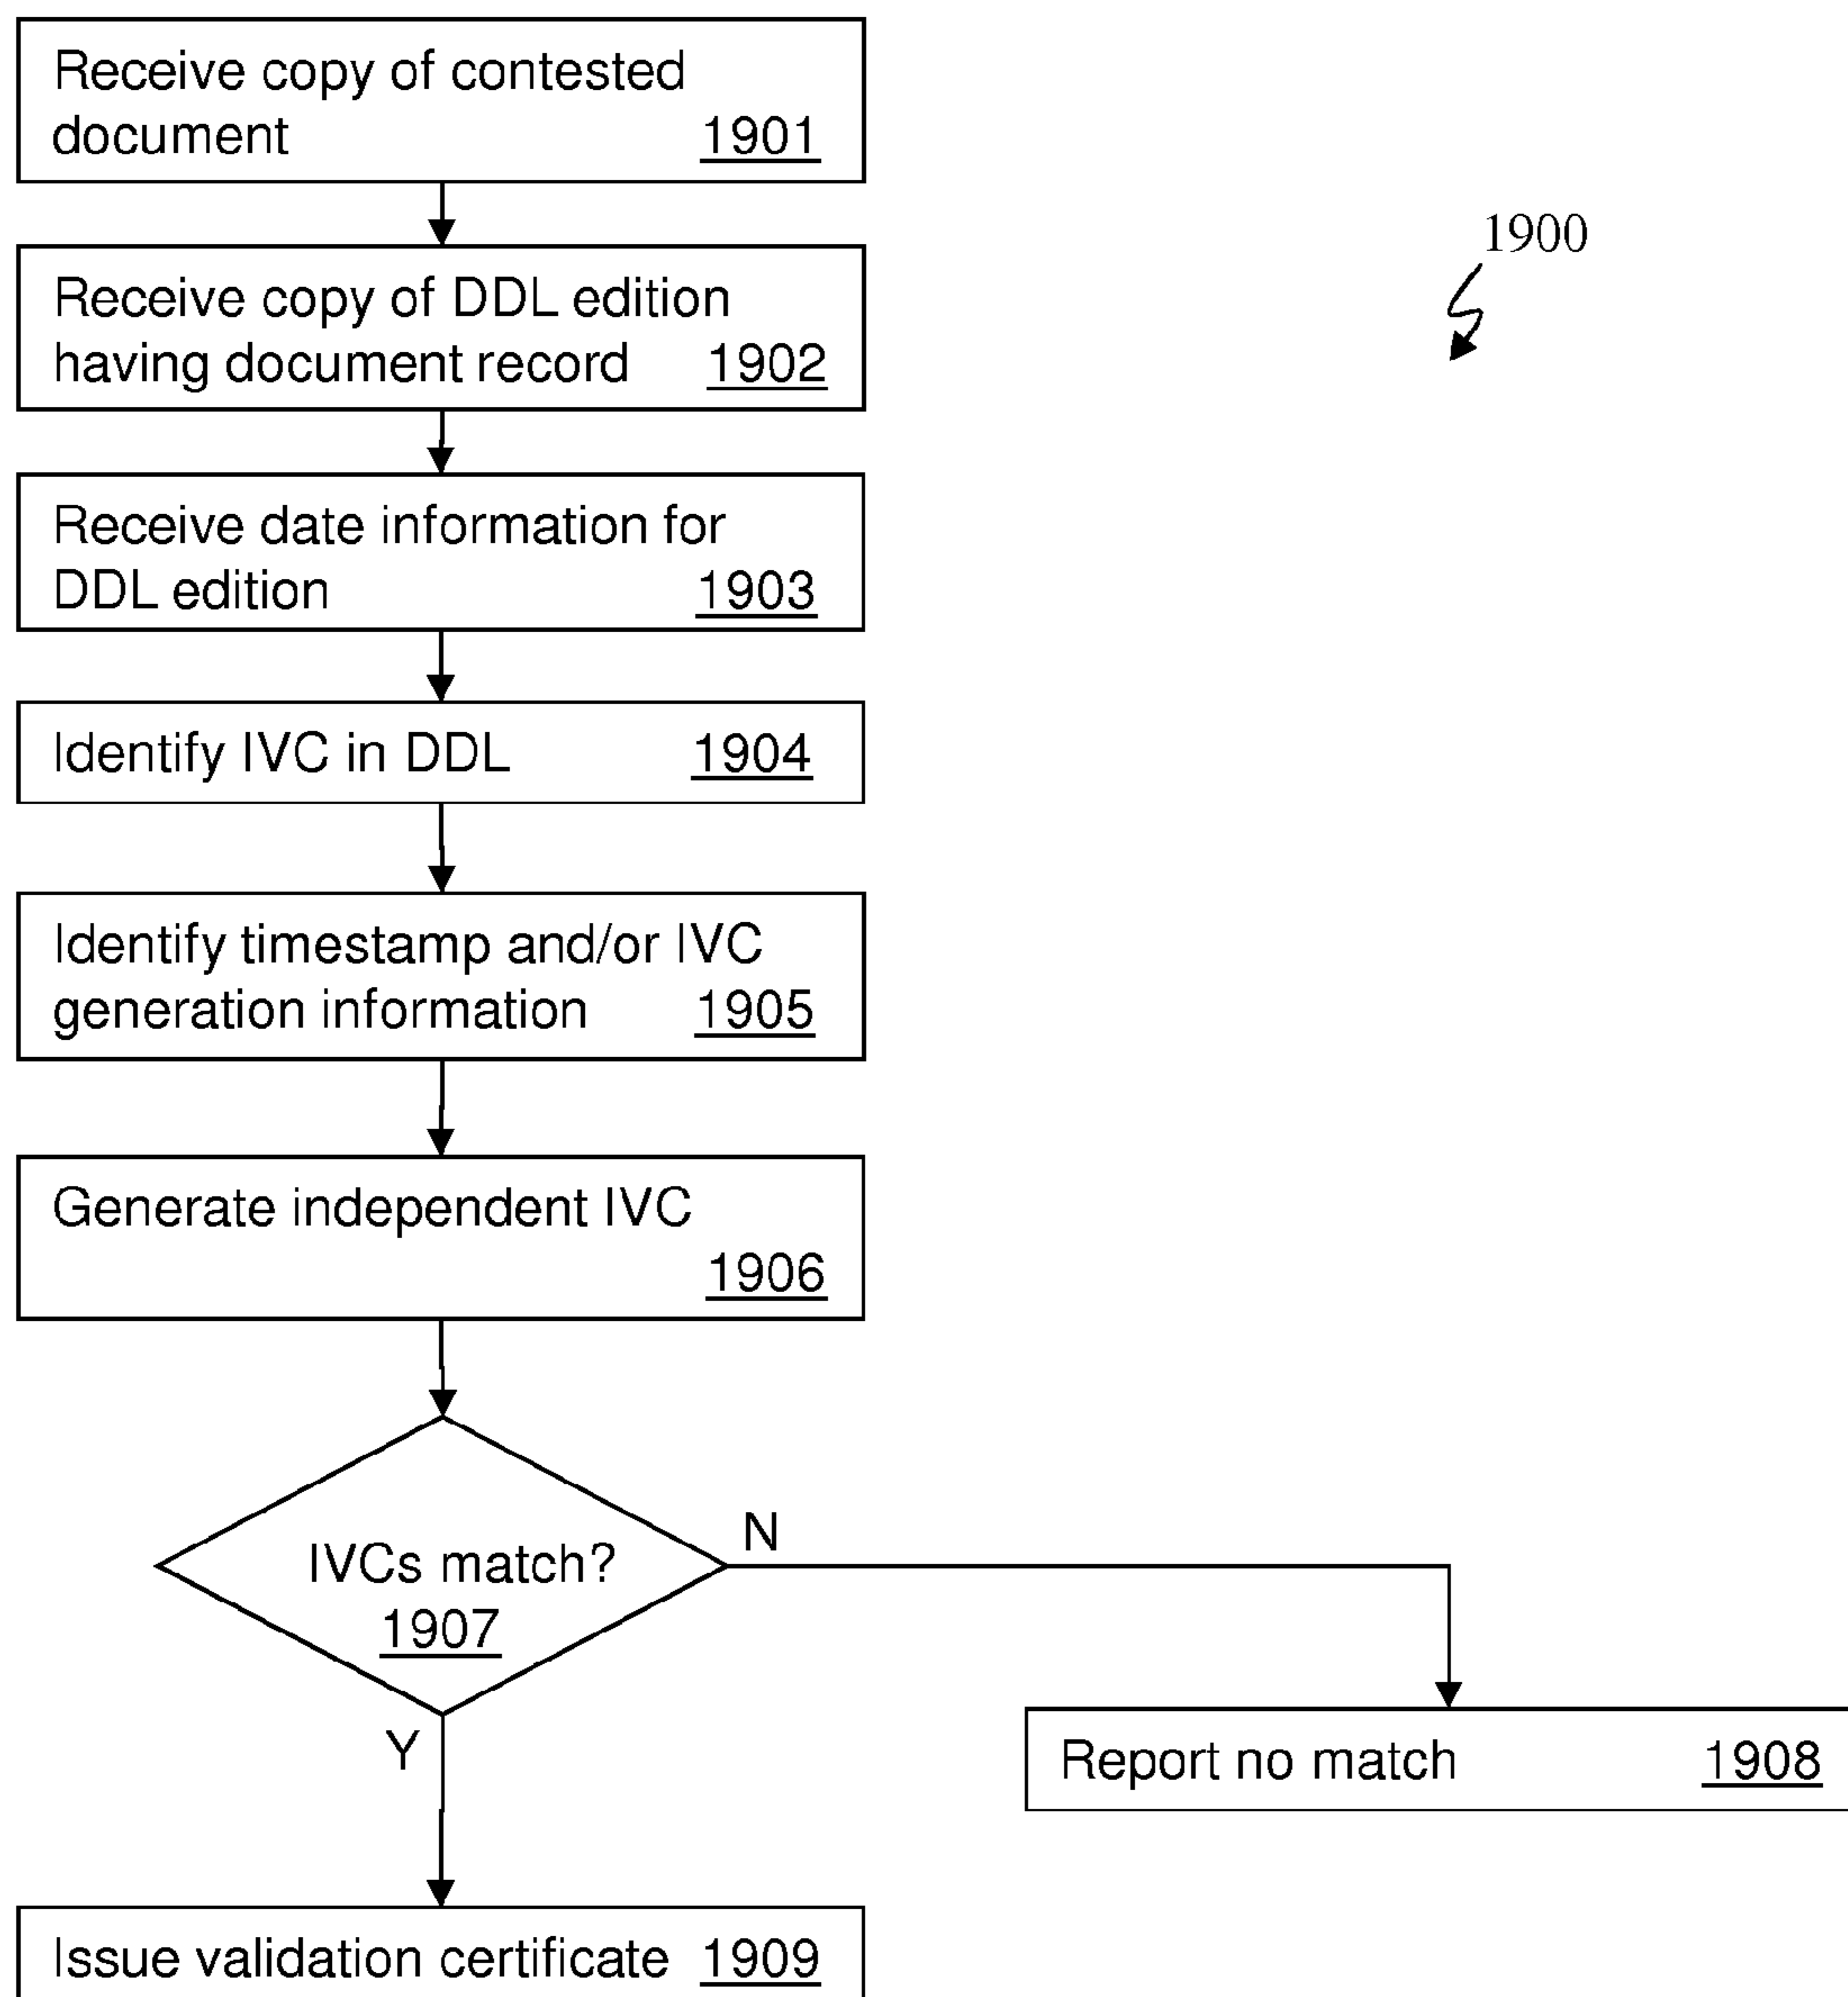 Receive copy of contested
document 1901
1900
Receive copy of DDL edition
having document record 1902
Receive date information for
DDL edition 1903
Identify IVC in DDL 1904
Identify timestamp and/or IVC
generation information 1905
Generate independent IVC
1906
IVCs match?
1907
N
Y
Report no match 1908
Issue validation certificate 1909